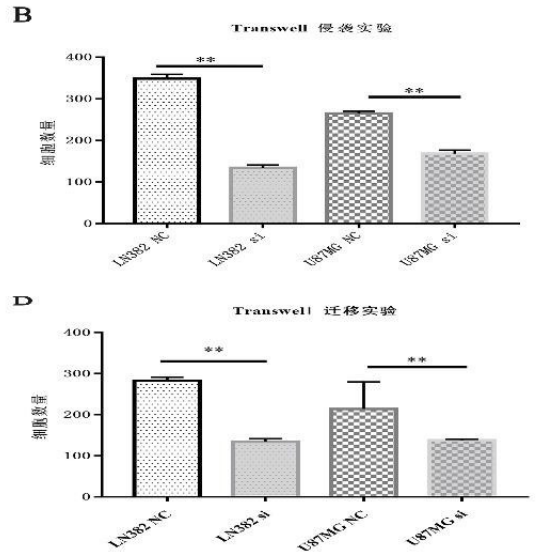 B
Transwell 侵袭实验
**
**
400
300
200
100
0
细胞数量
LN382 NC
LN382 si
U87MG NC
U87MG si
D
Transwell 迁移实验
**
**
400
300
200
100
0
细胞数量
LN382 NC
LN382 si
U87MG NC
U87MG si